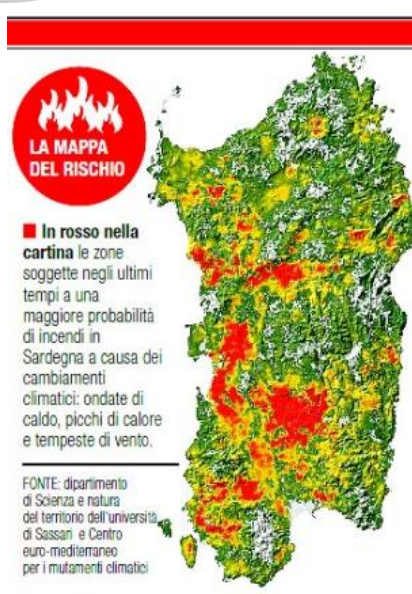 LA MAPPA
DEL RISCHIO
In rosso nella
cartina le zone
soggette negli ultimi
tempi a una
maggiore probabilità
di incendi in
Sardegna a causa dei
cambiamenti
climatici: ondate di
caldo, picchi di calore
e tempeste di vento.
FONTE: dipartimento
di Scienza e natura
del territorio dell'università
di Sassari e Centro
euro-mediterraneo
per i mutamenti climatici